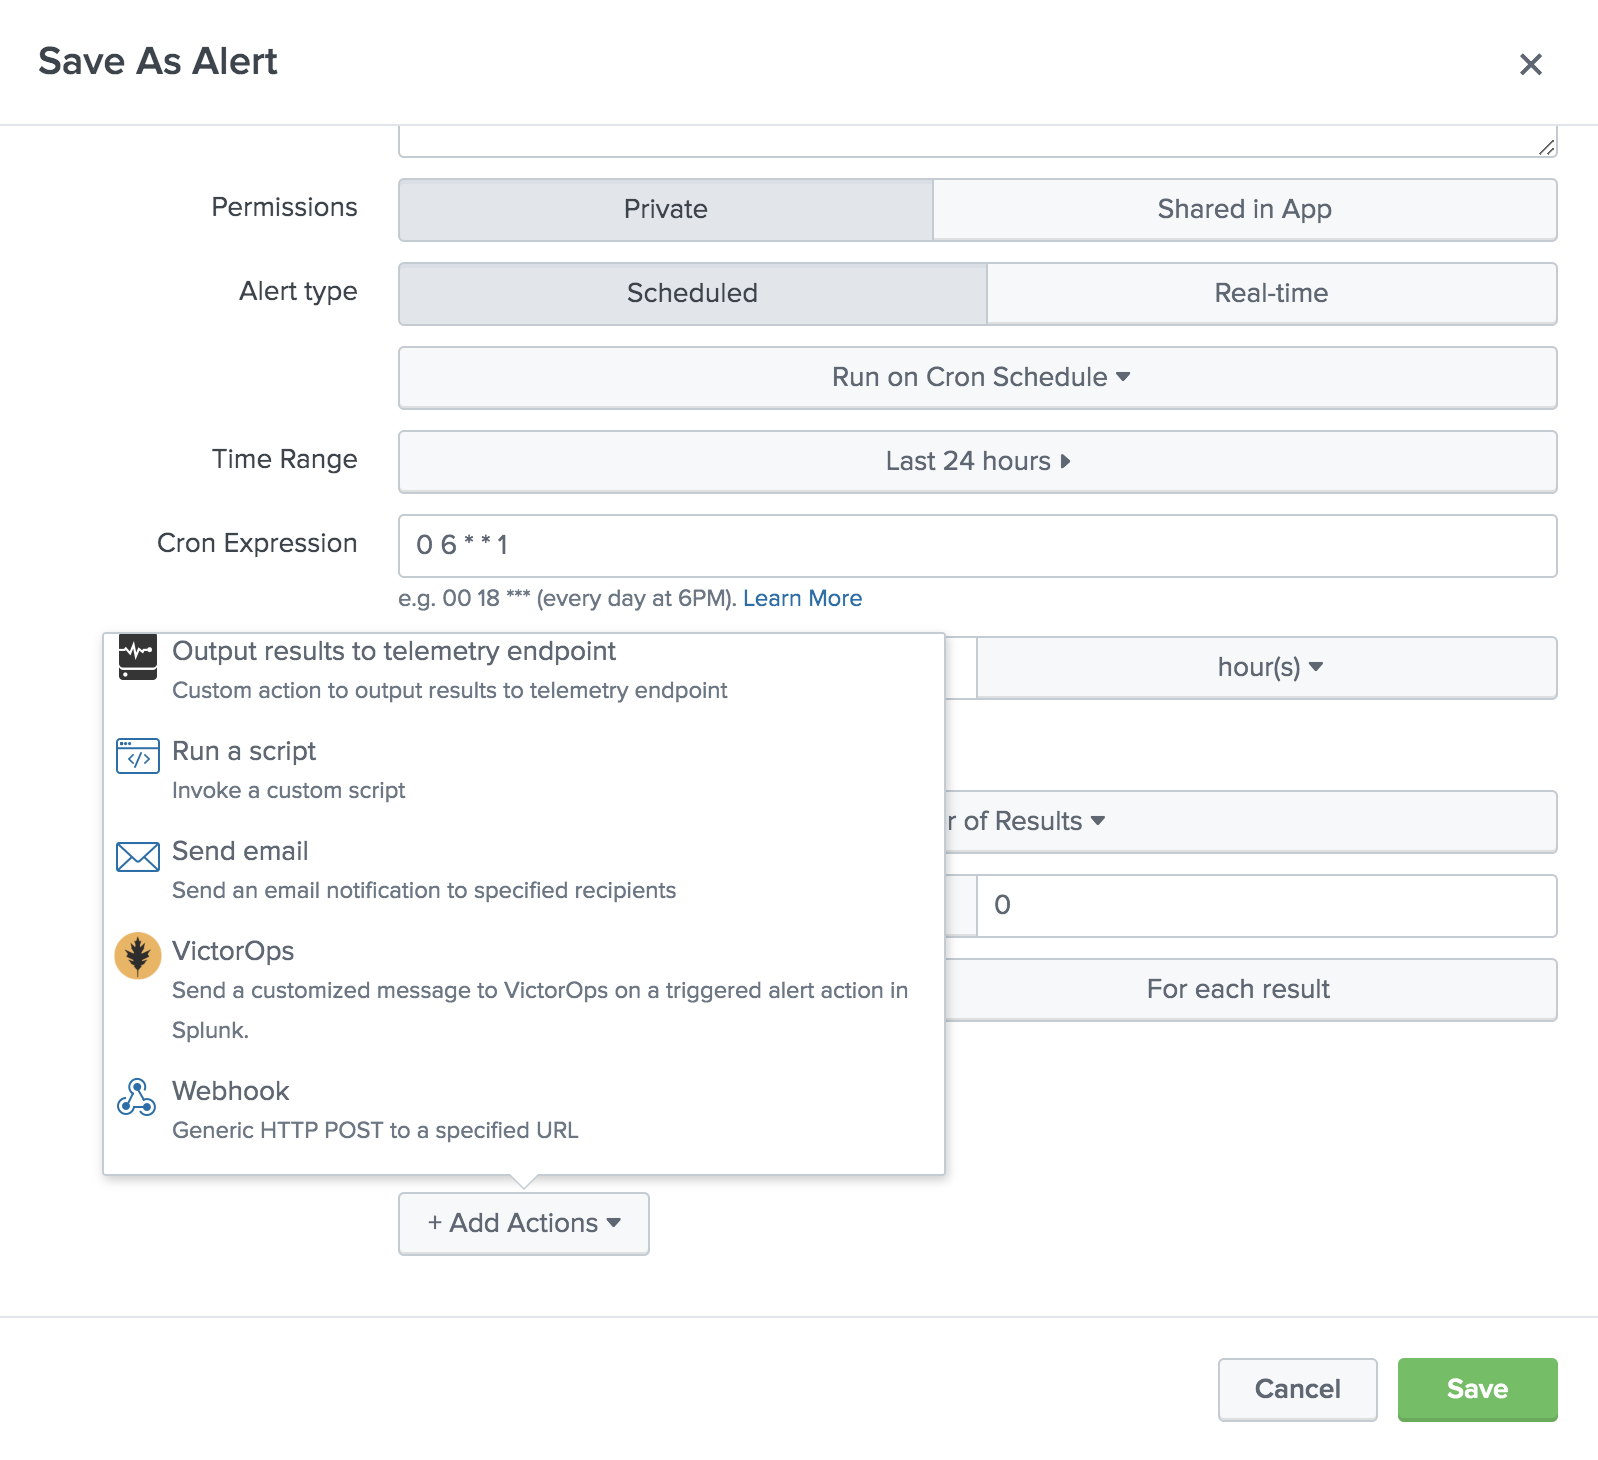 Save As Alert
Permissions
Private
Shared in App
Alert type
Scheduled
Real-time
Run on Cron Schedule
Time Range
Last 24 hours
Cron Expression
0 6 * * 1
e.g. 00 18 *** (every day at 6PM). Learn More
hour(s)
Output results to telemetry endpoint
Custom action to output results to telemetry endpoint
Run a script
Invoke a custom script
r of Results
Send email
Send an email notification to specified recipients
0
VictorOps
Send a customized message to VictorOps on a triggered alert action in
Splunk.
For each result
Webhook
Generic HTTP POST to a specified URL
+ Add Actions
Cancel
Save